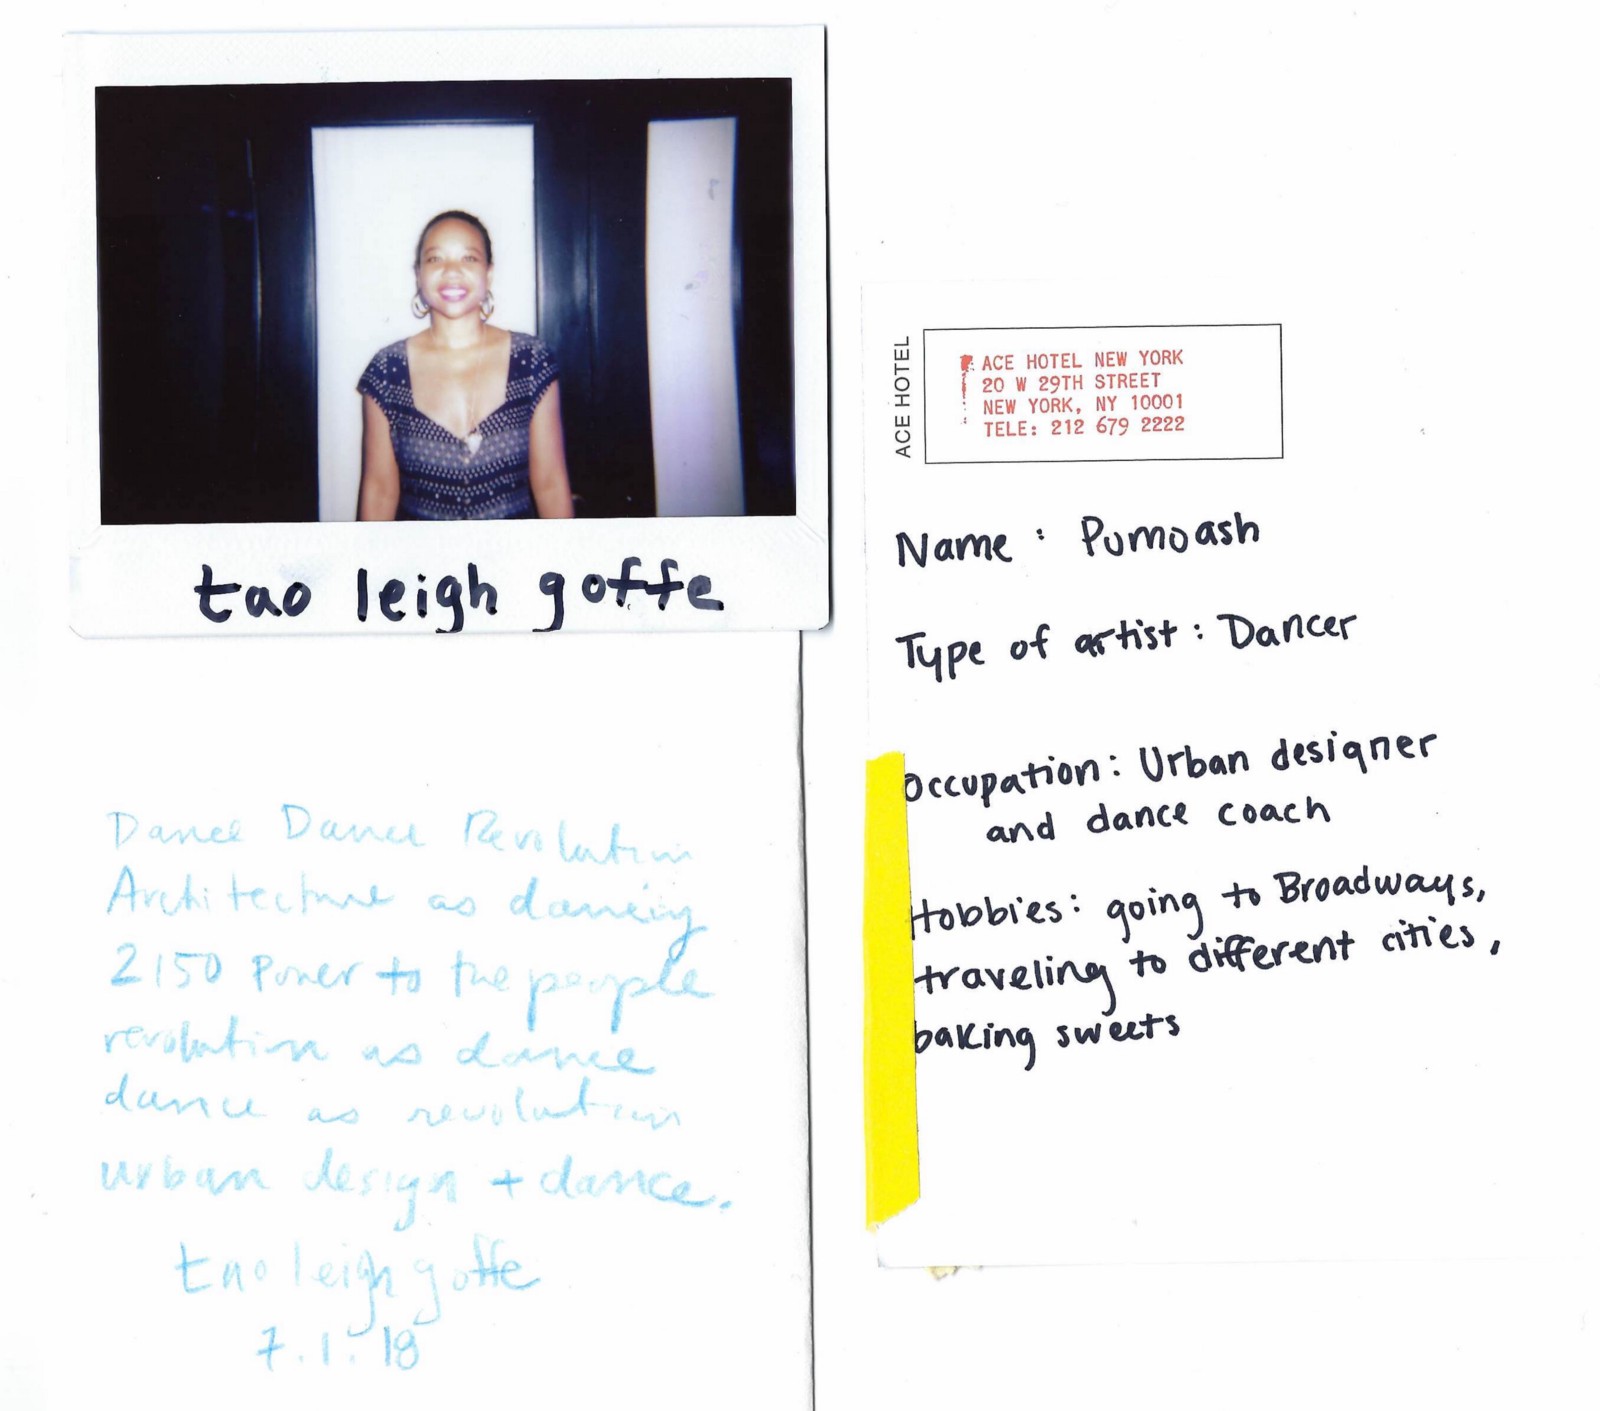 tao leigh goffe
Dance Dance Revolution
Architecture as dancing
2150 Power to the people
revolution as dance
dance as revolution
urban design + dance.
tao leigh goffe
7.1.18
ACE HOTEL
ACE HOTEL NEW YORK
20 W 29TH STREET
NEW YORK, NY 10001
TELE: 212 679 2222
Name: Pumoash
Type of artist: Dancer
Occupation: Urban designer
and dance coach
Hobbies: going to Broadways,
traveling to different cities,
baking sweets